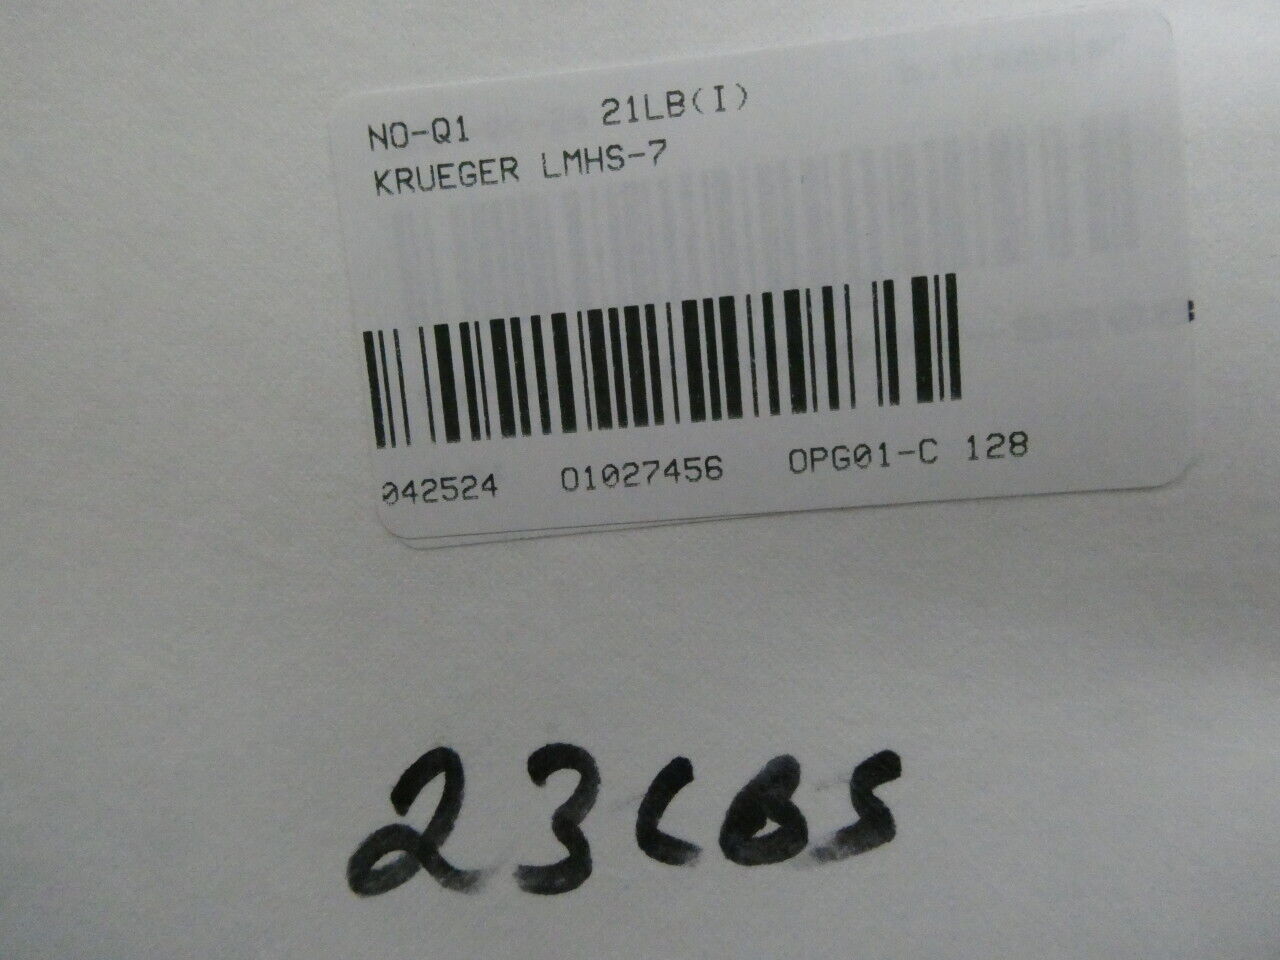 NO-Q1 21LB(I)
KRUEGER LMHS-7
042524 01027456 OPG01-C 128
23LBS